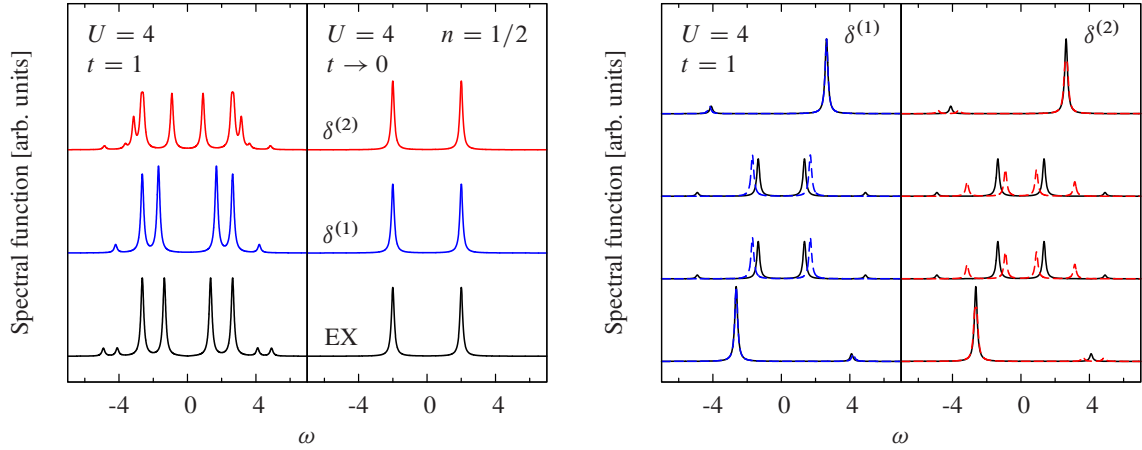 Spectral function [arb. units]
U = 4
t = 1
U = 4 n = 1/2
t → 0
δ(2)
δ(1)
EX
-4 0 4 -4 0 4
ω
Spectral function [arb. units]
U = 4 δ(1)
t = 1
δ(2)
-4 0 4 -4 0 4
ω